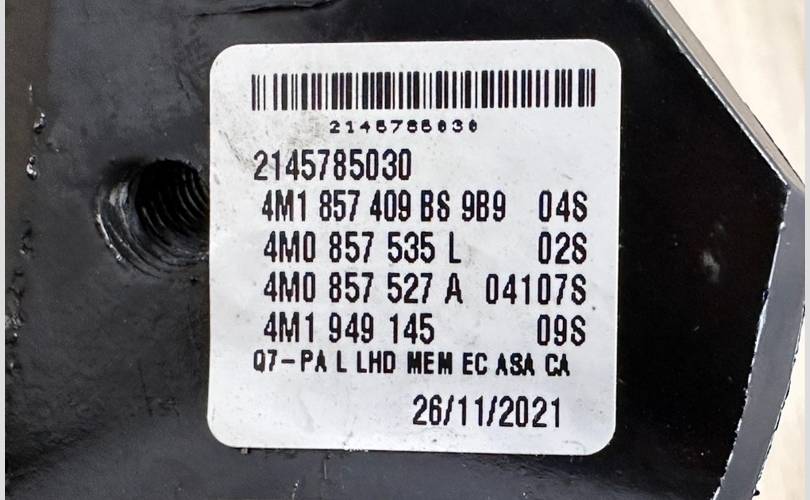 2145785030
2145785030
4M1 857 409 BS 9B9 04S
4M0 857 535 L 02S
4M0 857 527 A 04107S
4M1 949 145 09S
Q7-PA L LHD MEM EC ASA CA
26/11/2021